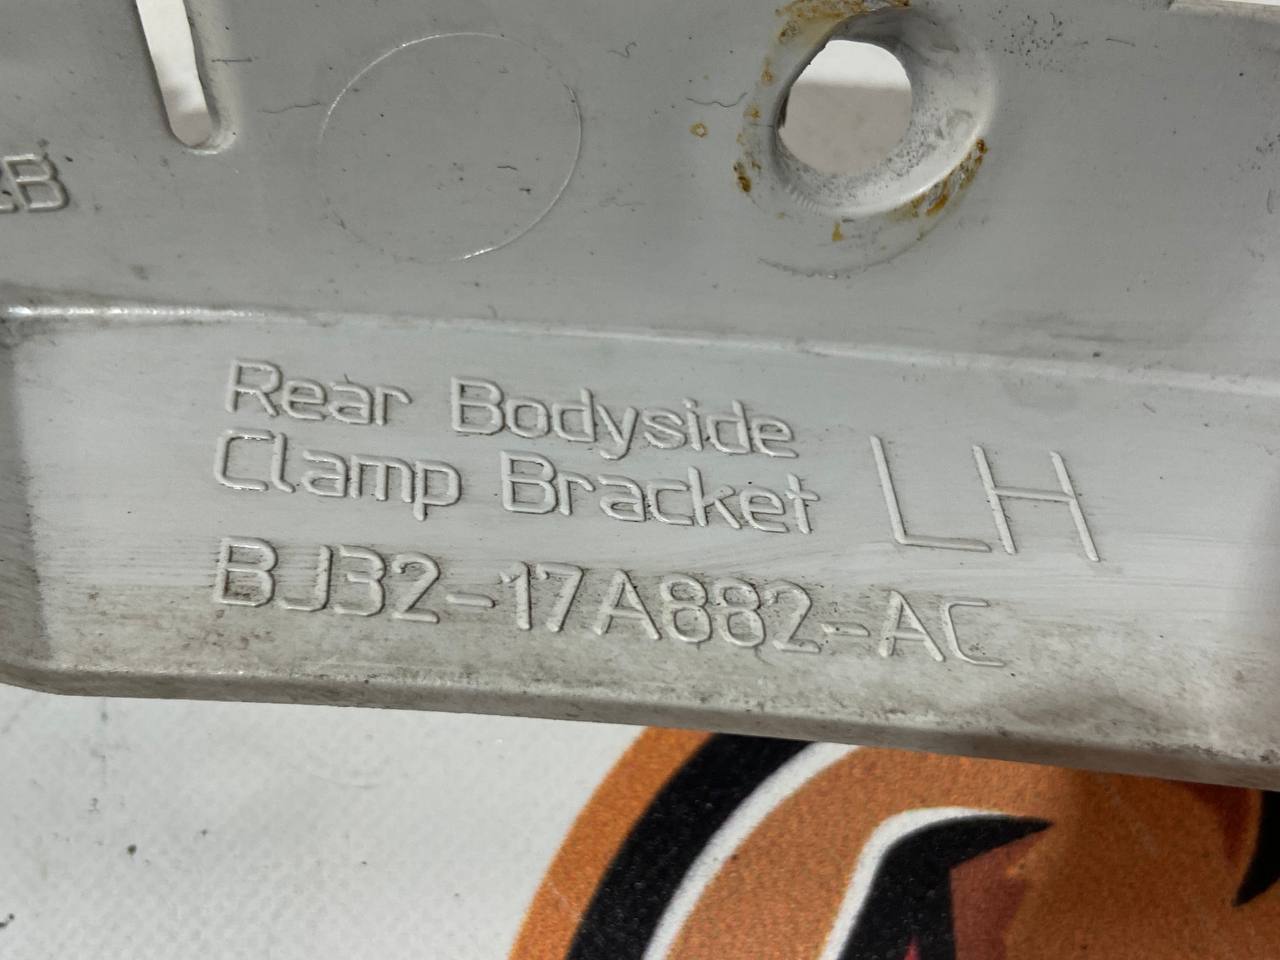 Rear Bodyside
Clamp Bracket LH
BJ32-17A882-AC